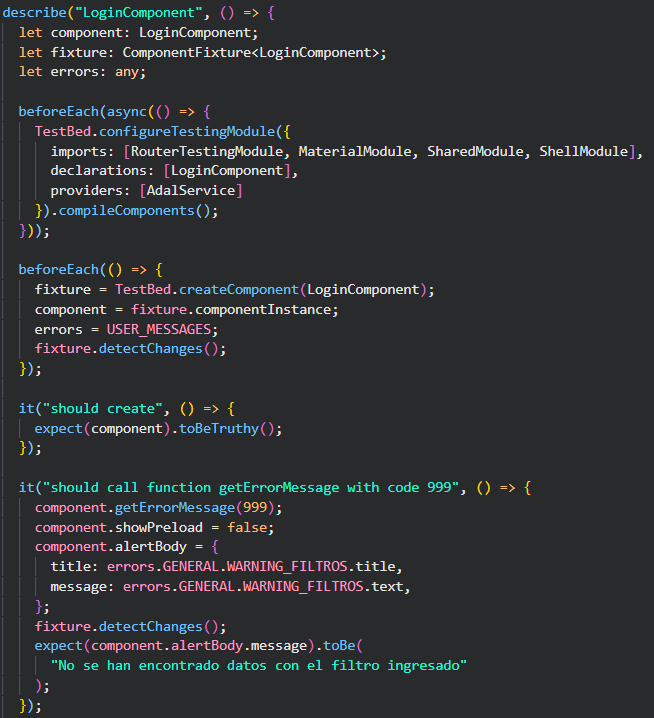 describe("LoginComponent", () => {
  let component: LoginComponent;
  let fixture: ComponentFixture<LoginComponent>;
  let errors: any;

  beforeEach(async(() => {
    TestBed.configureTestingModule({
      imports: [RouterTestingModule, MaterialModule, SharedModule, ShellModule],
      declarations: [LoginComponent],
      providers: [AdalService]
    }).compileComponents();
  }));

  beforeEach(() => {
    fixture = TestBed.createComponent(LoginComponent);
    component = fixture.componentInstance;
    errors = USER_MESSAGES;
    fixture.detectChanges();
  });

  it("should create", () => {
    expect(component).toBeTruthy();
  });

  it("should call function getErrorMessage with code 999", () => {
    component.getErrorMessage(999);
    component.showPreload = false;
    component.alertBody = {
      title: errors.GENERAL.WARNING_FILTROS.title,
      message: errors.GENERAL.WARNING_FILTROS.text,
    };
    fixture.detectChanges();
    expect(component.alertBody.message).toBe(
      "No se han encontrado datos con el filtro ingresado"
    );
  });